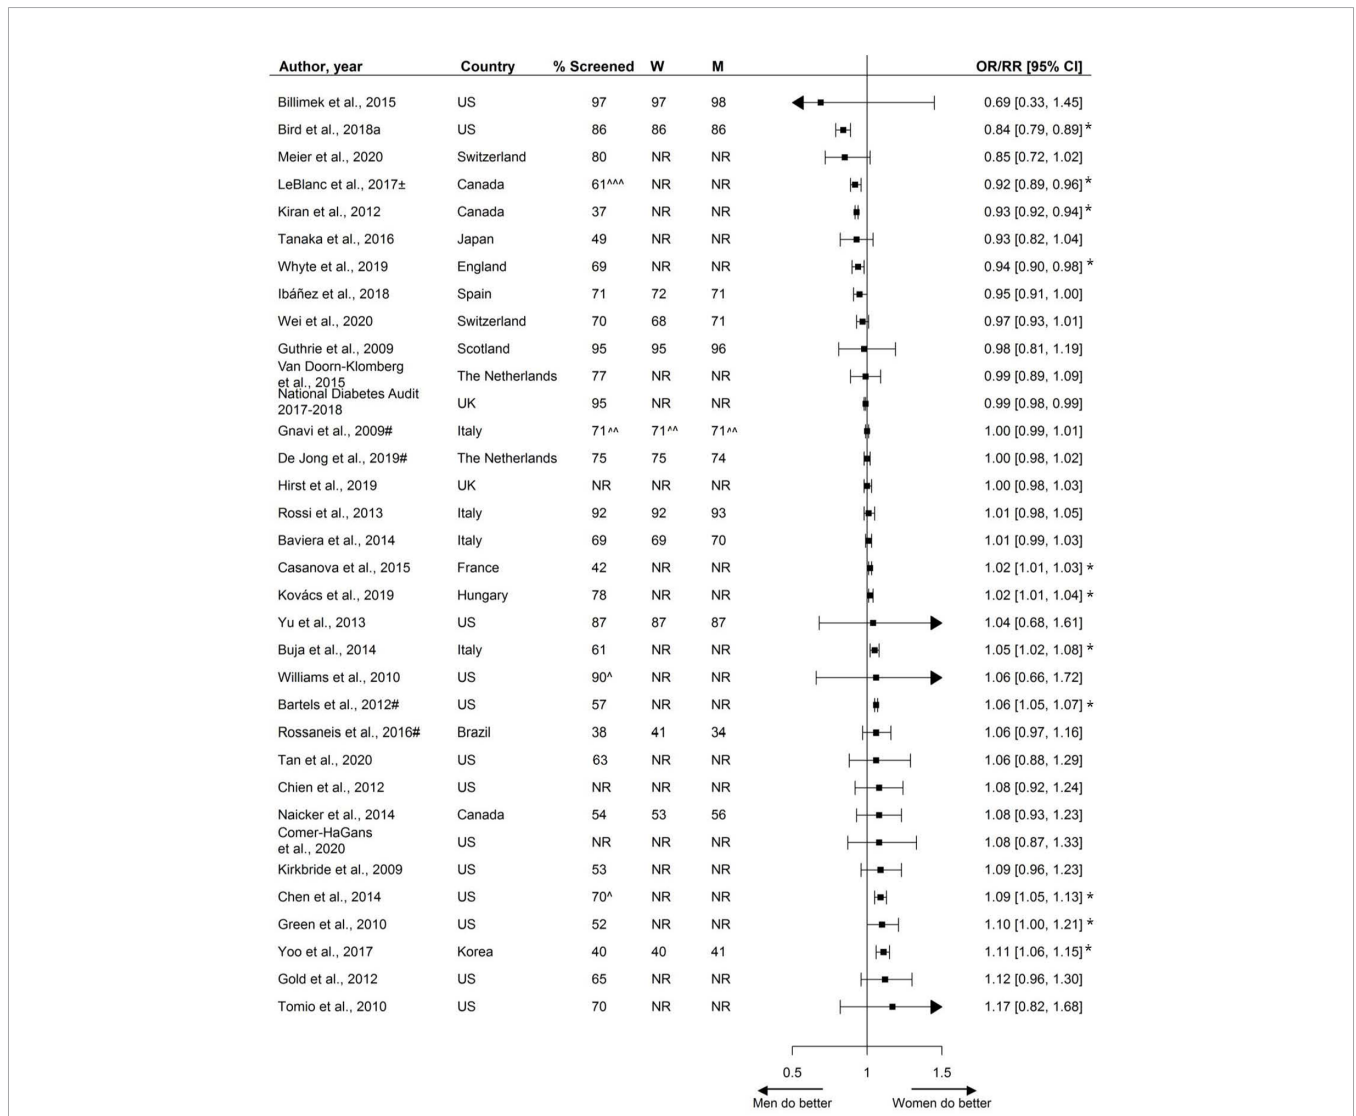 Author, year Country % Screened W M OR/RR [95% CI]
Billimek et al., 2015 US 97 97 98 0.69 [0.33, 1.45]
Bird et al., 2018a US 86 86 86 0.84 [0.79, 0.89]*
Meier et al., 2020 Switzerland 80 NR NR 0.85 [0.72, 1.02]
LeBlanc et al., 2017± Canada 61^^^ NR NR 0.92 [0.89, 0.96]*
Kiran et al., 2012 Canada 37 NR NR 0.93 [0.92, 0.94]*
Tanaka et al., 2016 Japan 49 NR NR 0.93 [0.82, 1.04]
Whyte et al., 2019 England 69 NR NR 0.94 [0.90, 0.98]*
Ibáñez et al., 2018 Spain 71 72 71 0.95 [0.91, 1.00]
Wei et al., 2020 Switzerland 70 68 71 0.97 [0.93, 1.01]
Guthrie et al., 2009 Scotland 95 95 96 0.98 [0.81, 1.19]
Van Doorn-Klomberg
et al., 2015 The Netherlands 77 NR NR 0.99 [0.89, 1.09]
National Diabetes Audit
2017-2018 UK 95 NR NR 0.99 [0.98, 0.99]
Gnavi et al., 2009# Italy 71^^ 71^^ 71^^ 1.00 [0.99, 1.01]
De Jong et al., 2019# The Netherlands 75 75 74 1.00 [0.98, 1.02]
Hirst et al., 2019 UK NR NR NR 1.00 [0.98, 1.03]
Rossi et al., 2013 Italy 92 92 93 1.01 [0.98, 1.05]
Baviera et al., 2014 Italy 69 69 70 1.01 [0.99, 1.03]
Casanova et al., 2015 France 42 NR NR 1.02 [1.01, 1.03]*
Kovács et al., 2019 Hungary 78 NR NR 1.02 [1.01, 1.04]*
Yu et al., 2013 US 87 87 87 1.04 [0.68, 1.61]
Buja et al., 2014 Italy 61 NR NR 1.05 [1.02, 1.08]*
Williams et al., 2010 US 90^ NR NR 1.06 [0.66, 1.72]
Bartels et al., 2012# US 57 NR NR 1.06 [1.05, 1.07]*
Rossaneis et al., 2016# Brazil 38 41 34 1.06 [0.97, 1.16]
Tan et al., 2020 US 63 NR NR 1.06 [0.88, 1.29]
Chien et al., 2012 US NR NR NR 1.08 [0.92, 1.24]
Naicker et al., 2014 Canada 54 53 56 1.08 [0.93, 1.23]
Comer-HaGans
et al., 2020 US NR NR NR 1.08 [0.87, 1.33]
Kirkbride et al., 2009 US 53 NR NR 1.09 [0.96, 1.23]
Chen et al., 2014 US 70^ NR NR 1.09 [1.05, 1.13]*
Green et al., 2010 US 52 NR NR 1.10 [1.00, 1.21]*
Yoo et al., 2017 Korea 40 40 41 1.11 [1.06, 1.15]*
Gold et al., 2012 US 65 NR NR 1.12 [0.96, 1.30]
Tomio et al., 2010 US 70 NR NR 1.17 [0.82, 1.68]
0.5 1 1.5
Men do better Women do better